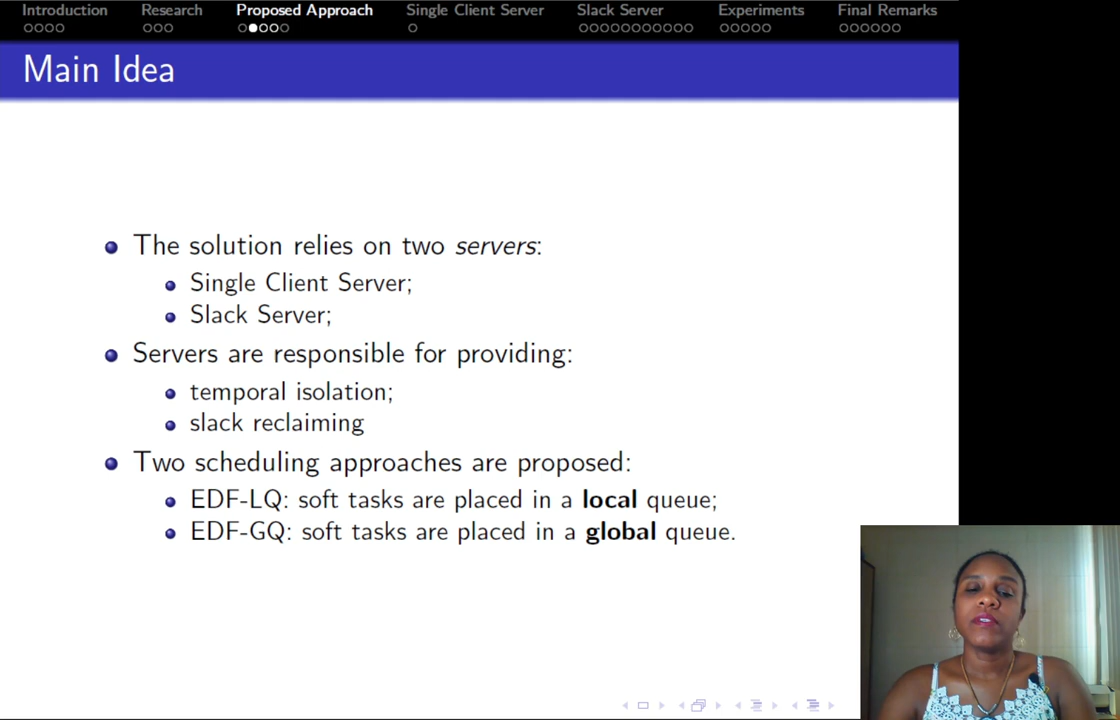 Introduction Research Proposed Approach Single Client Server Slack Server Experiments Final Remarks
Main Idea
The solution relies on two servers:
Single Client Server;
Slack Server;
Servers are responsible for providing:
temporal isolation;
slack reclaiming
Two scheduling approaches are proposed:
EDF-LQ: soft tasks are placed in a local queue;
EDF-GQ: soft tasks are placed in a global queue.